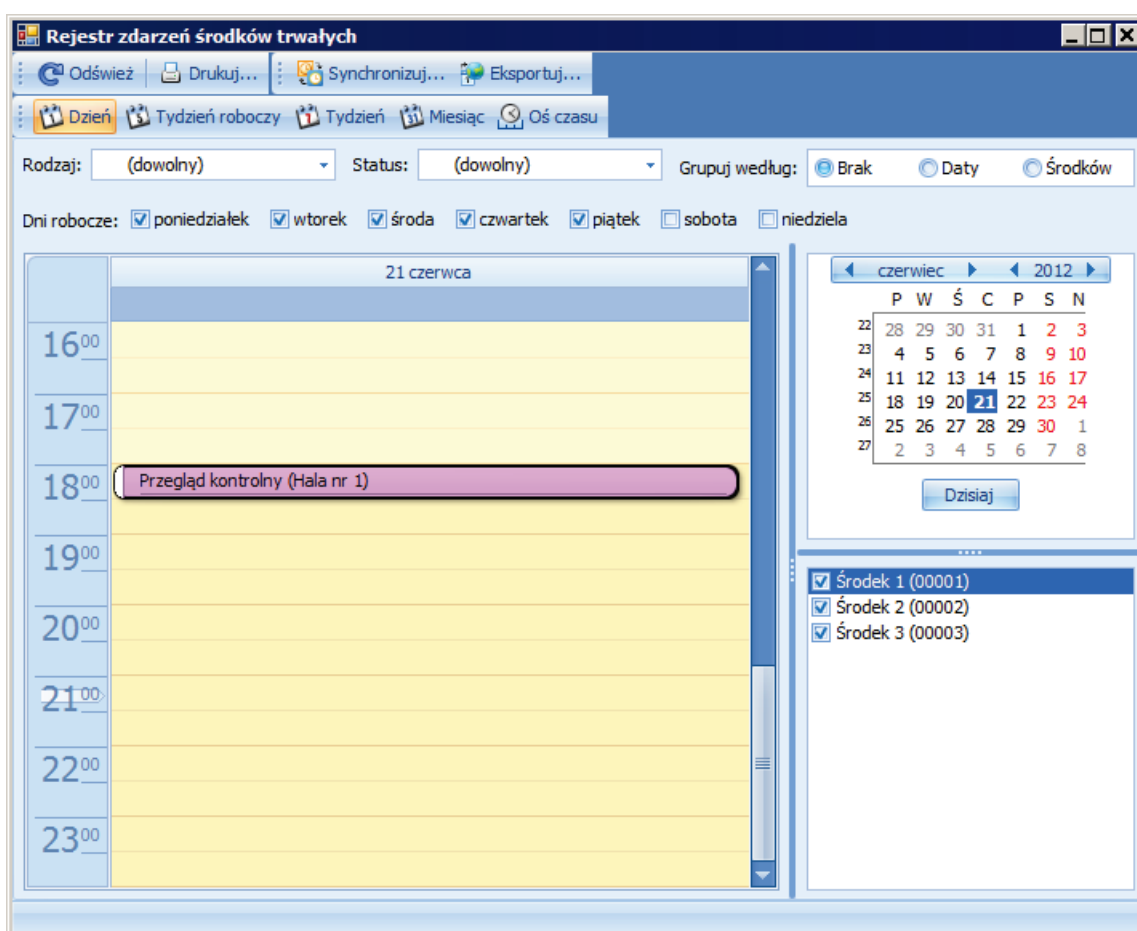 Rejestr zdarzeń środków trwałych
Odśwież Drukuj... Synchronizuj... Eksportuj...
1 Dzień 5 Tydzień roboczy 7 Tydzień 31 Miesiąc Oś czasu
Rodzaj: (dowolny) Status: (dowolny) Grupuj według: Brak Daty Środków
Dni robocze: poniedziałek wtorek środa czwartek piątek sobota niedziela
21 czerwca
16 00
17 00
18 00 Przegląd kontrolny (Hala nr 1)
19 00
20 00
21 00
22 00
23 00
czerwiec 2012
P W Ś C P S N
22 28 29 30 31 1 2 3
23 4 5 6 7 8 9 10
24 11 12 13 14 15 16 17
25 18 19 20 21 22 23 24
26 25 26 27 28 29 30 1
27 2 3 4 5 6 7 8
Dzisiaj
Środek 1 (00001)
Środek 2 (00002)
Środek 3 (00003)